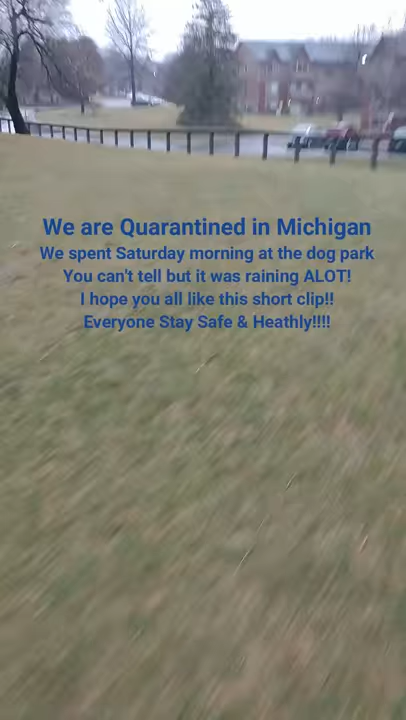 We are Quarantined in Michigan
We spent Saturday morning at the dog park
You can't tell but it was raining ALOT!
I hope you all like this short clip!!
Everyone Stay Safe & Heathly!!!!